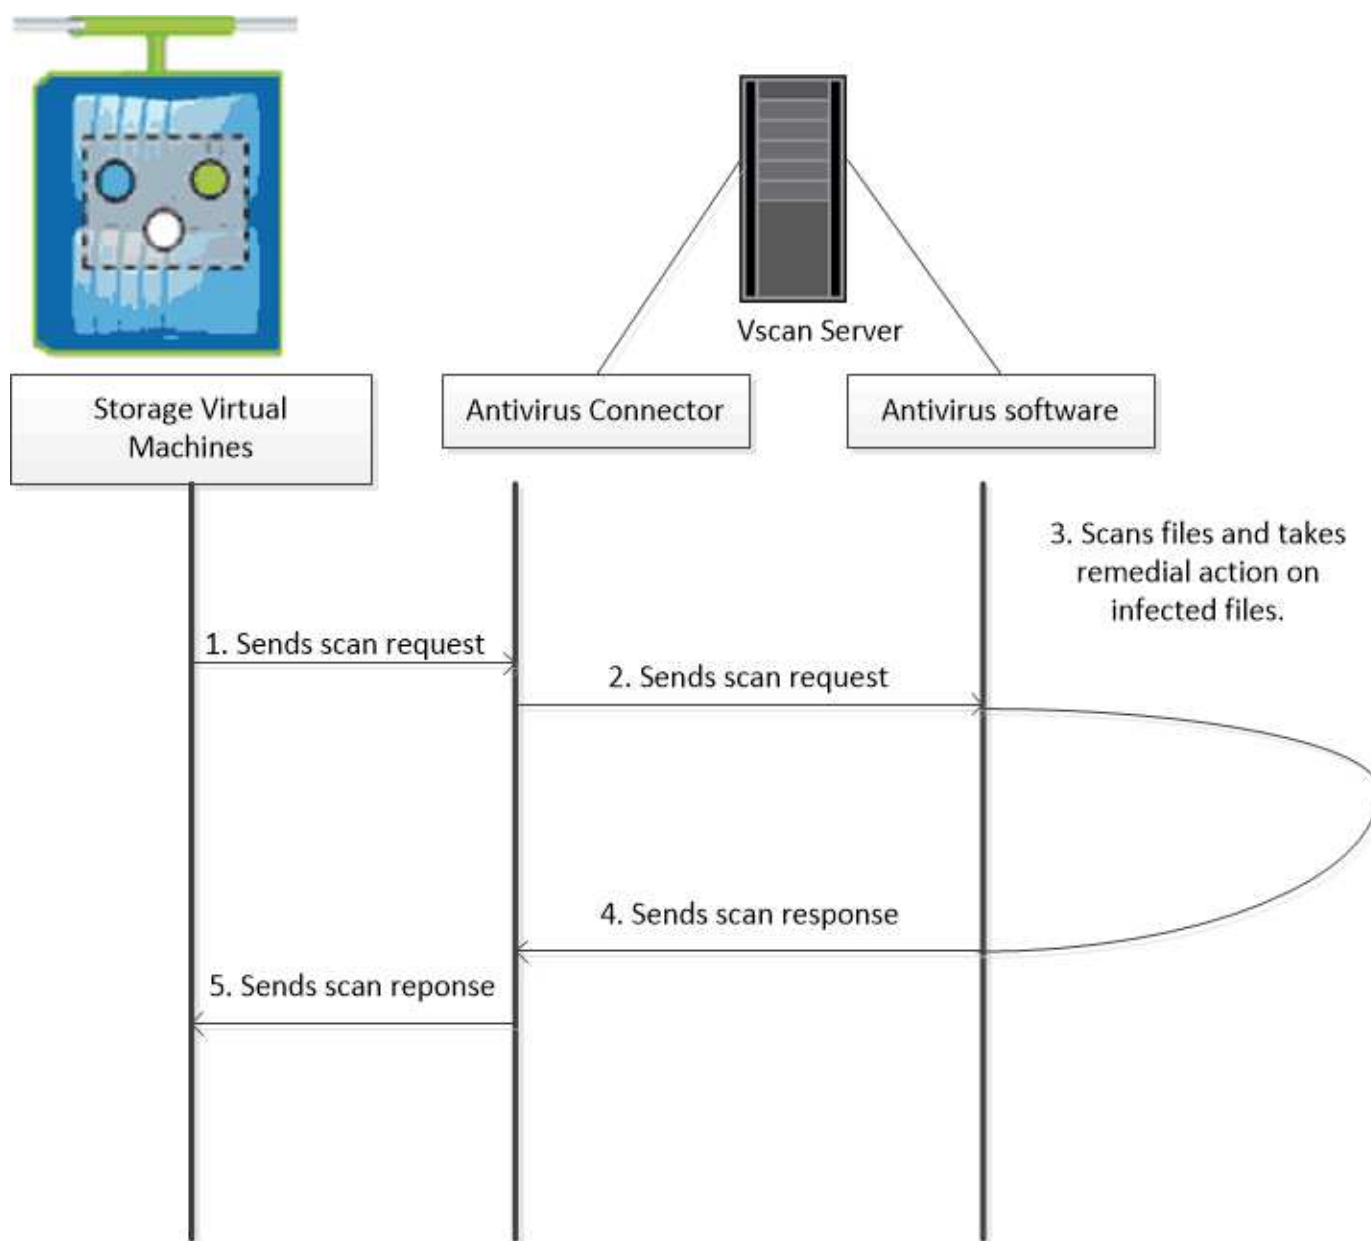 Vscan Server
Storage Virtual
Machines
Antivirus Connector
Antivirus software
3. Scans files and takes
remedial action on
infected files.
1. Sends scan request
2. Sends scan request
4. Sends scan response
5. Sends scan reponse